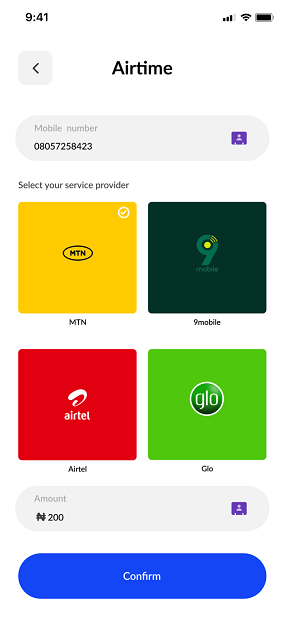 9:41
Airtime
Mobile number
08057258423
Select your service provider
MTN
9
mobile
MTN
9mobile
airtel
glo
Airtel
Glo
Amount
₦ 200
Confirm